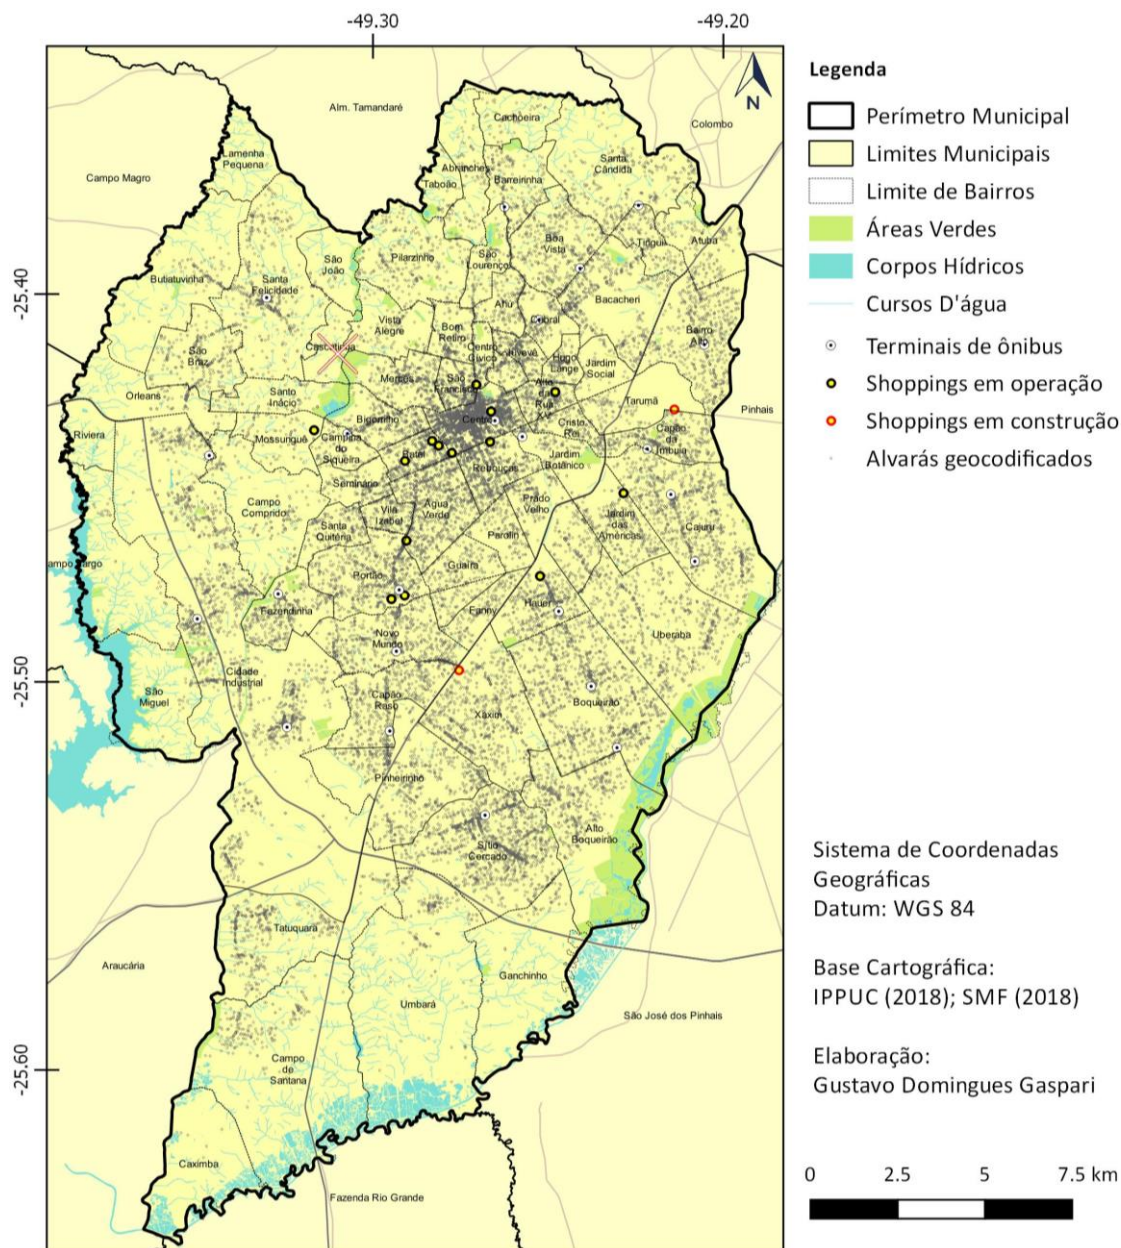 -49.30
-49.20
-25.40
-25.50
-25.60
N
Alm. Tamandaré
Colombo
Campo Magro
Cachoeira
Lamenha
Pequena
Abranches
Taboão
Barreirinha
Santa
Cândida
Butiatuvinha
Santa
Felicidade
São
João
Pilarzinho
São
Lourenço
Boa
Vista
Tingui
Atuba
Bacacheri
Ahú
Cabral
Vista
Alegre
Bom
Retiro
Centro
Cívico
Juvevê
Hugo
Lange
Jardim
Social
Bairro
Alto
Cascatinha
São
Braz
Orleans
Santo
Inácio
Mercês
São
Francisco
Alto
da
Rua
XV
Tarumã
Pinhais
Riviera
Mossunguê
Campina
do
Siqueira
Bigorrilho
Centro
Cristo
Rei
Capão
da
Imbuia
Batel
Seminário
Rebouças
Jardim
Botânico
Campo
Comprido
Santa
Quitéria
Vila
Izabel
Água
Verde
Prado
Velho
Jardim
das
Américas
Cajuru
Parolin
Guaíra
Portão
Fazendinha
Fanny
Hauer
Uberaba
Novo
Mundo
Cidade
Industrial
São
Miguel
Capão
Raso
Xaxim
Boqueirão
Pinheirinho
Sítio
Cercado
Alto
Boqueirão
Tatuquara
Araucária
Umbará
Ganchinho
São José dos Pinhais
Campo
de
Santana
Caximba
Fazenda Rio Grande
Legenda
Perímetro Municipal
Limites Municipais
Limite de Bairros
Áreas Verdes
Corpos Hídricos
Cursos D'água
Terminais de ônibus
Shoppings em operação
Shoppings em construção
Alvarás geocodificados
Sistema de Coordenadas
Geográficas
Datum: WGS 84
Base Cartográfica:
IPPUC (2018); SMF (2018)
Elaboração:
Gustavo Domingues Gaspari
0 2.5 5 7.5 km